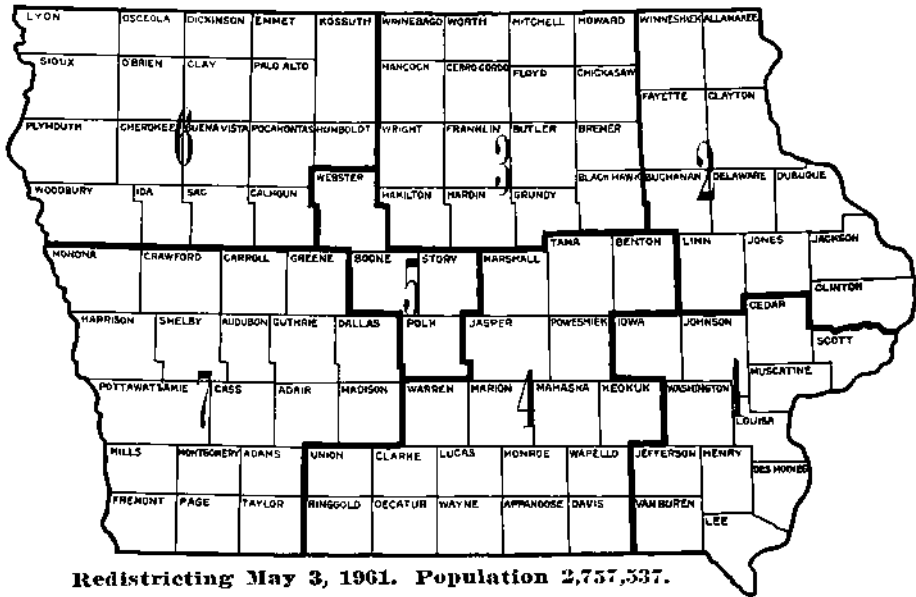 LYON OSCEOLA DICKINSON EMMET KOSSUTH WINNEBAGO WORTH MITCHELL HOWARD WINNESHIEK ALLAMAKEE
SIOUX O'BRIEN CLAY PALO ALTO HANCOCK CERRO GORDO FLOYD CHICKASAW
FAYETTE CLAYTON
PLYMOUTH CHEROKEE BUENA VISTA POCAHONTAS HUMBOLDT WRIGHT FRANKLIN BUTLER BREMER
8 3 2
WEBSTER BLACK HAWK BUCHANAN DELAWARE DUBUQUE
WOODBURY IDA SAC CALHOUN HAMILTON HARDIN GRUNDY
MONONA CRAWFORD CARROLL GREENE BOONE STORY MARSHALL TAMA BENTON LINN JONES JACKSON
5 CLINTON
CEDAR
HARRISON SHELBY AUDUBON GUTHRIE DALLAS POLK JASPER POWESHIEK IOWA JOHNSON SCOTT
MUSCATINE
7 4 1
POTTAWATTAMIE CASS ADAIR MADISON WARREN MARION MAHASKA KEOKUK WASHINGTON
LOUISA
MILLS MONTGOMERY ADAMS UNION CLARKE LUCAS MONROE WAPELLO JEFFERSON HENRY DES MOINES
FREMONT PAGE TAYLOR RINGGOLD DECATUR WAYNE APPANOOSE DAVIS VAN BUREN
LEE
Redistricting May 3, 1961. Population 2,757,537.